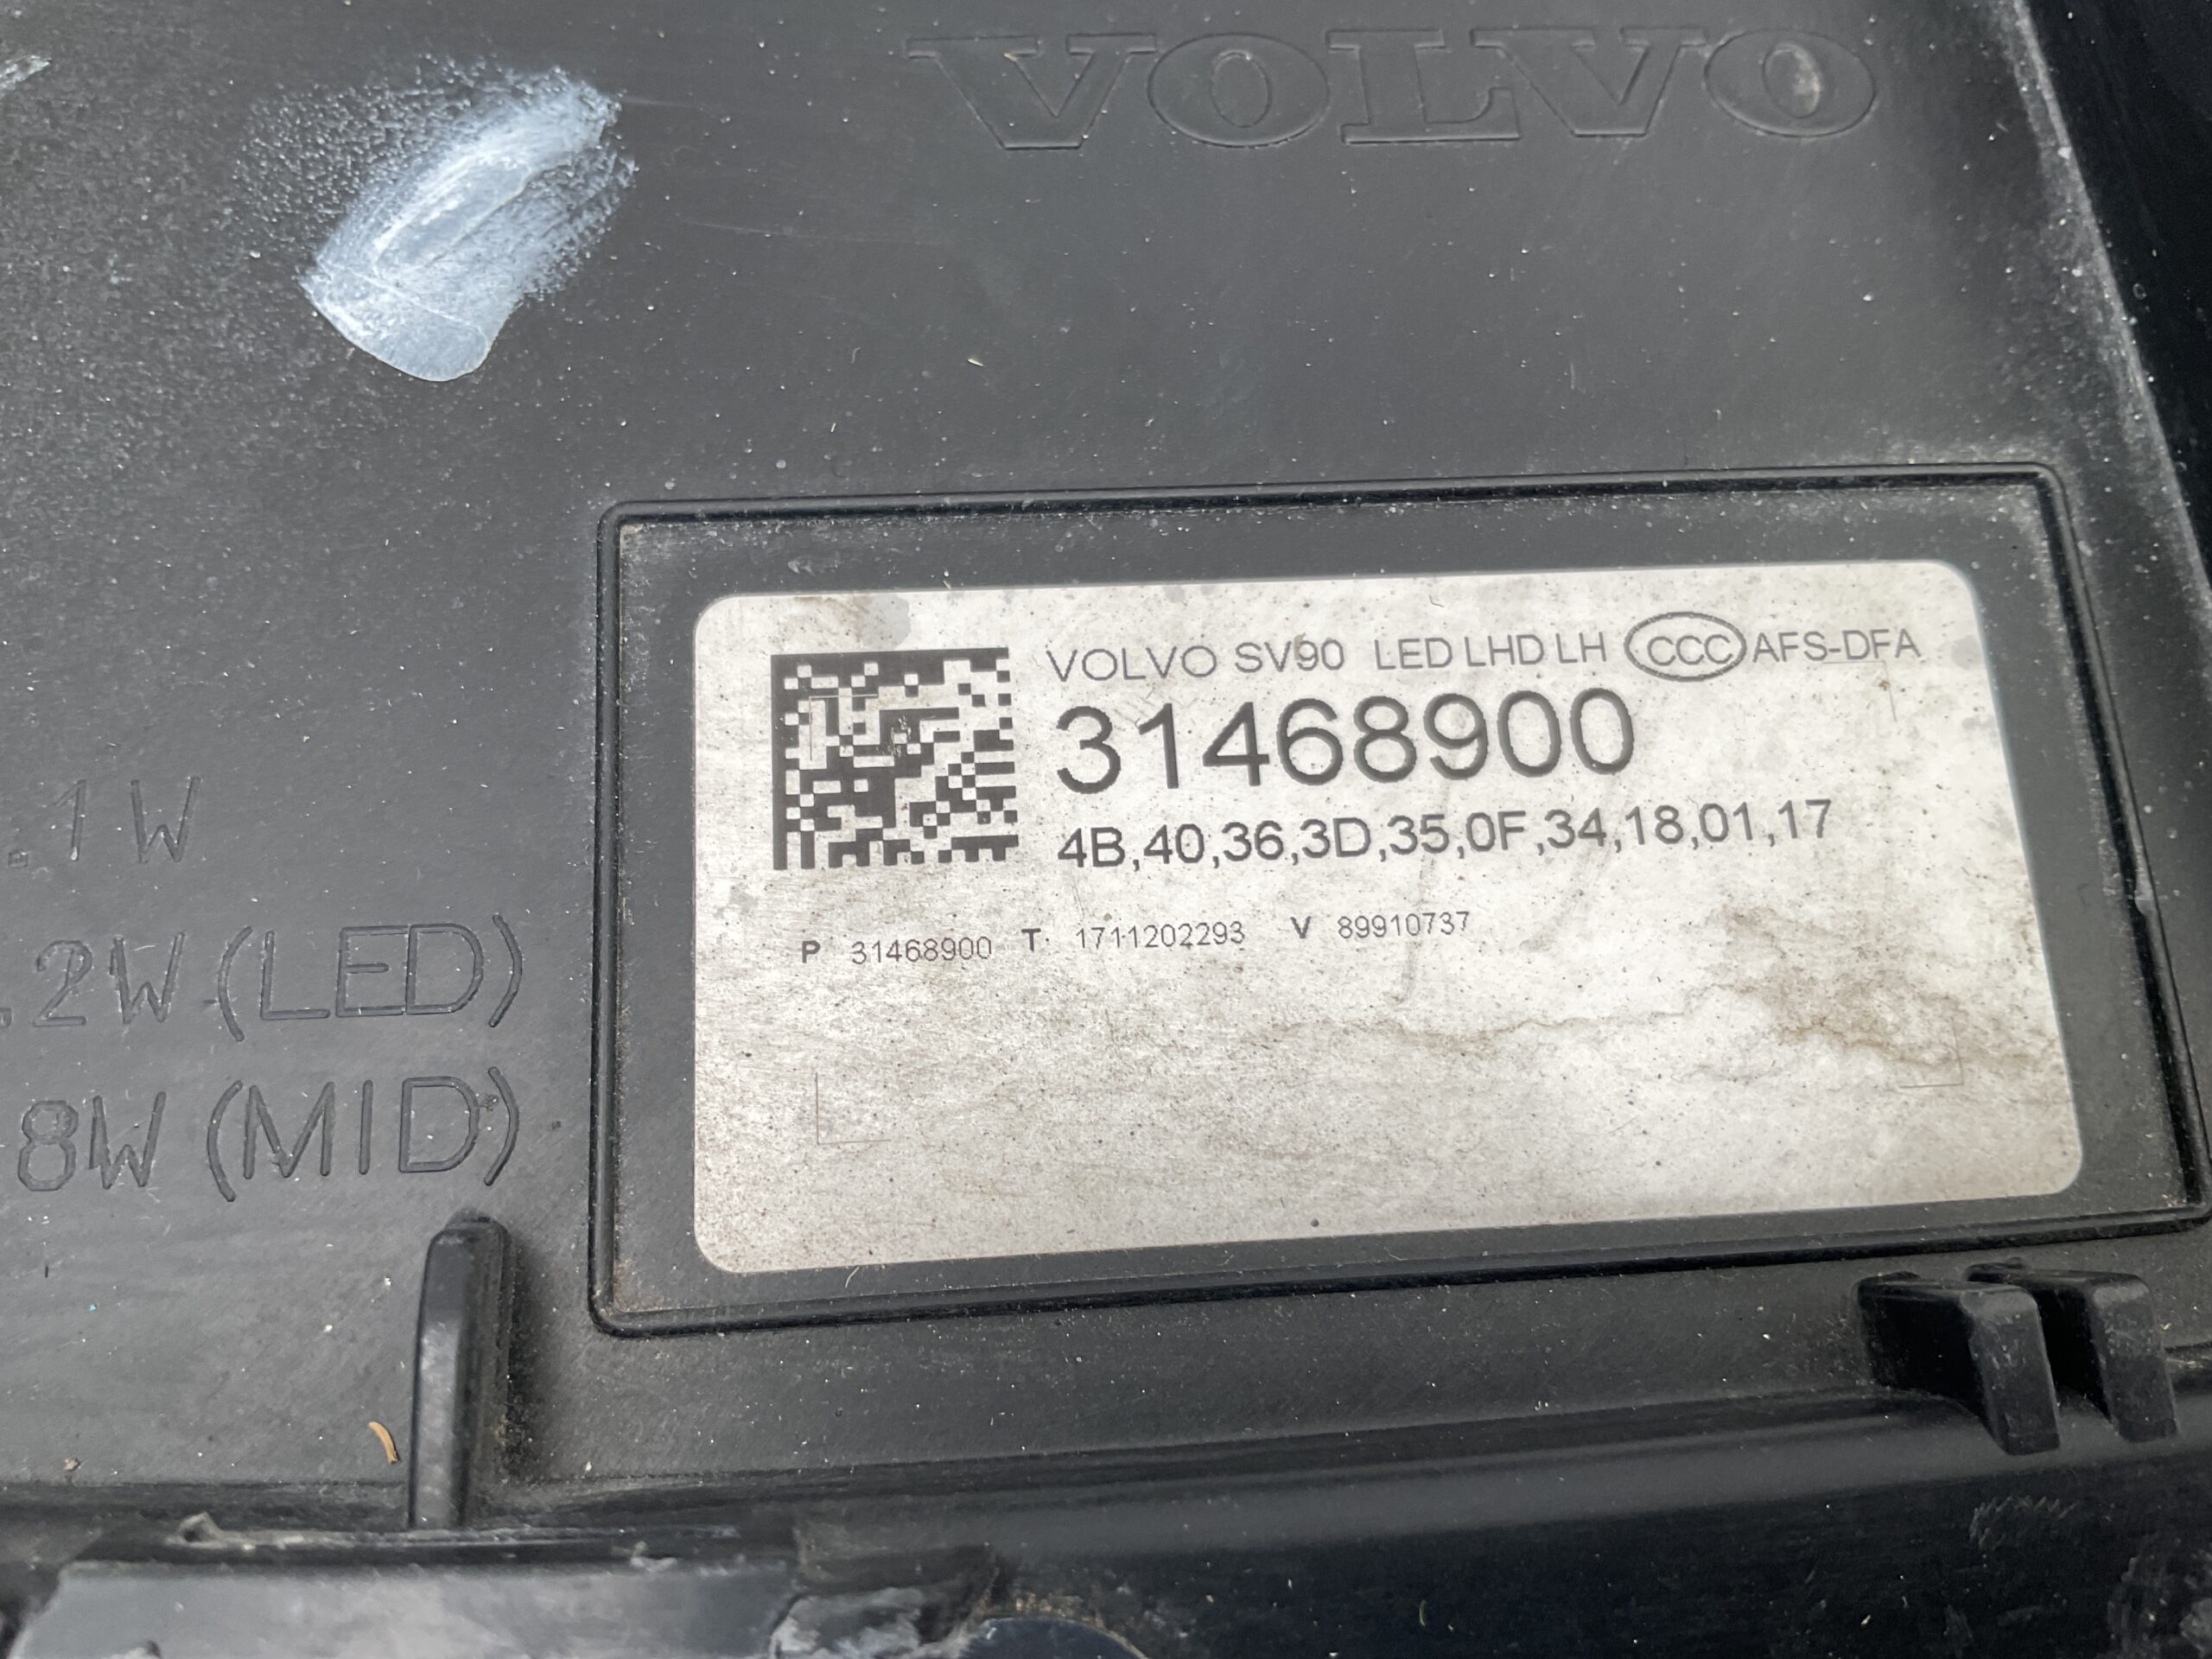 VOLVO
VOLVO SV90 LED LHD LH CCC AFS-DFA
31468900
4B,40,36,3D,35,0F,34,18,01,17
P 31468900 T 1711202293 V 89910737
.1W
.2W (LED)
8W (MID)